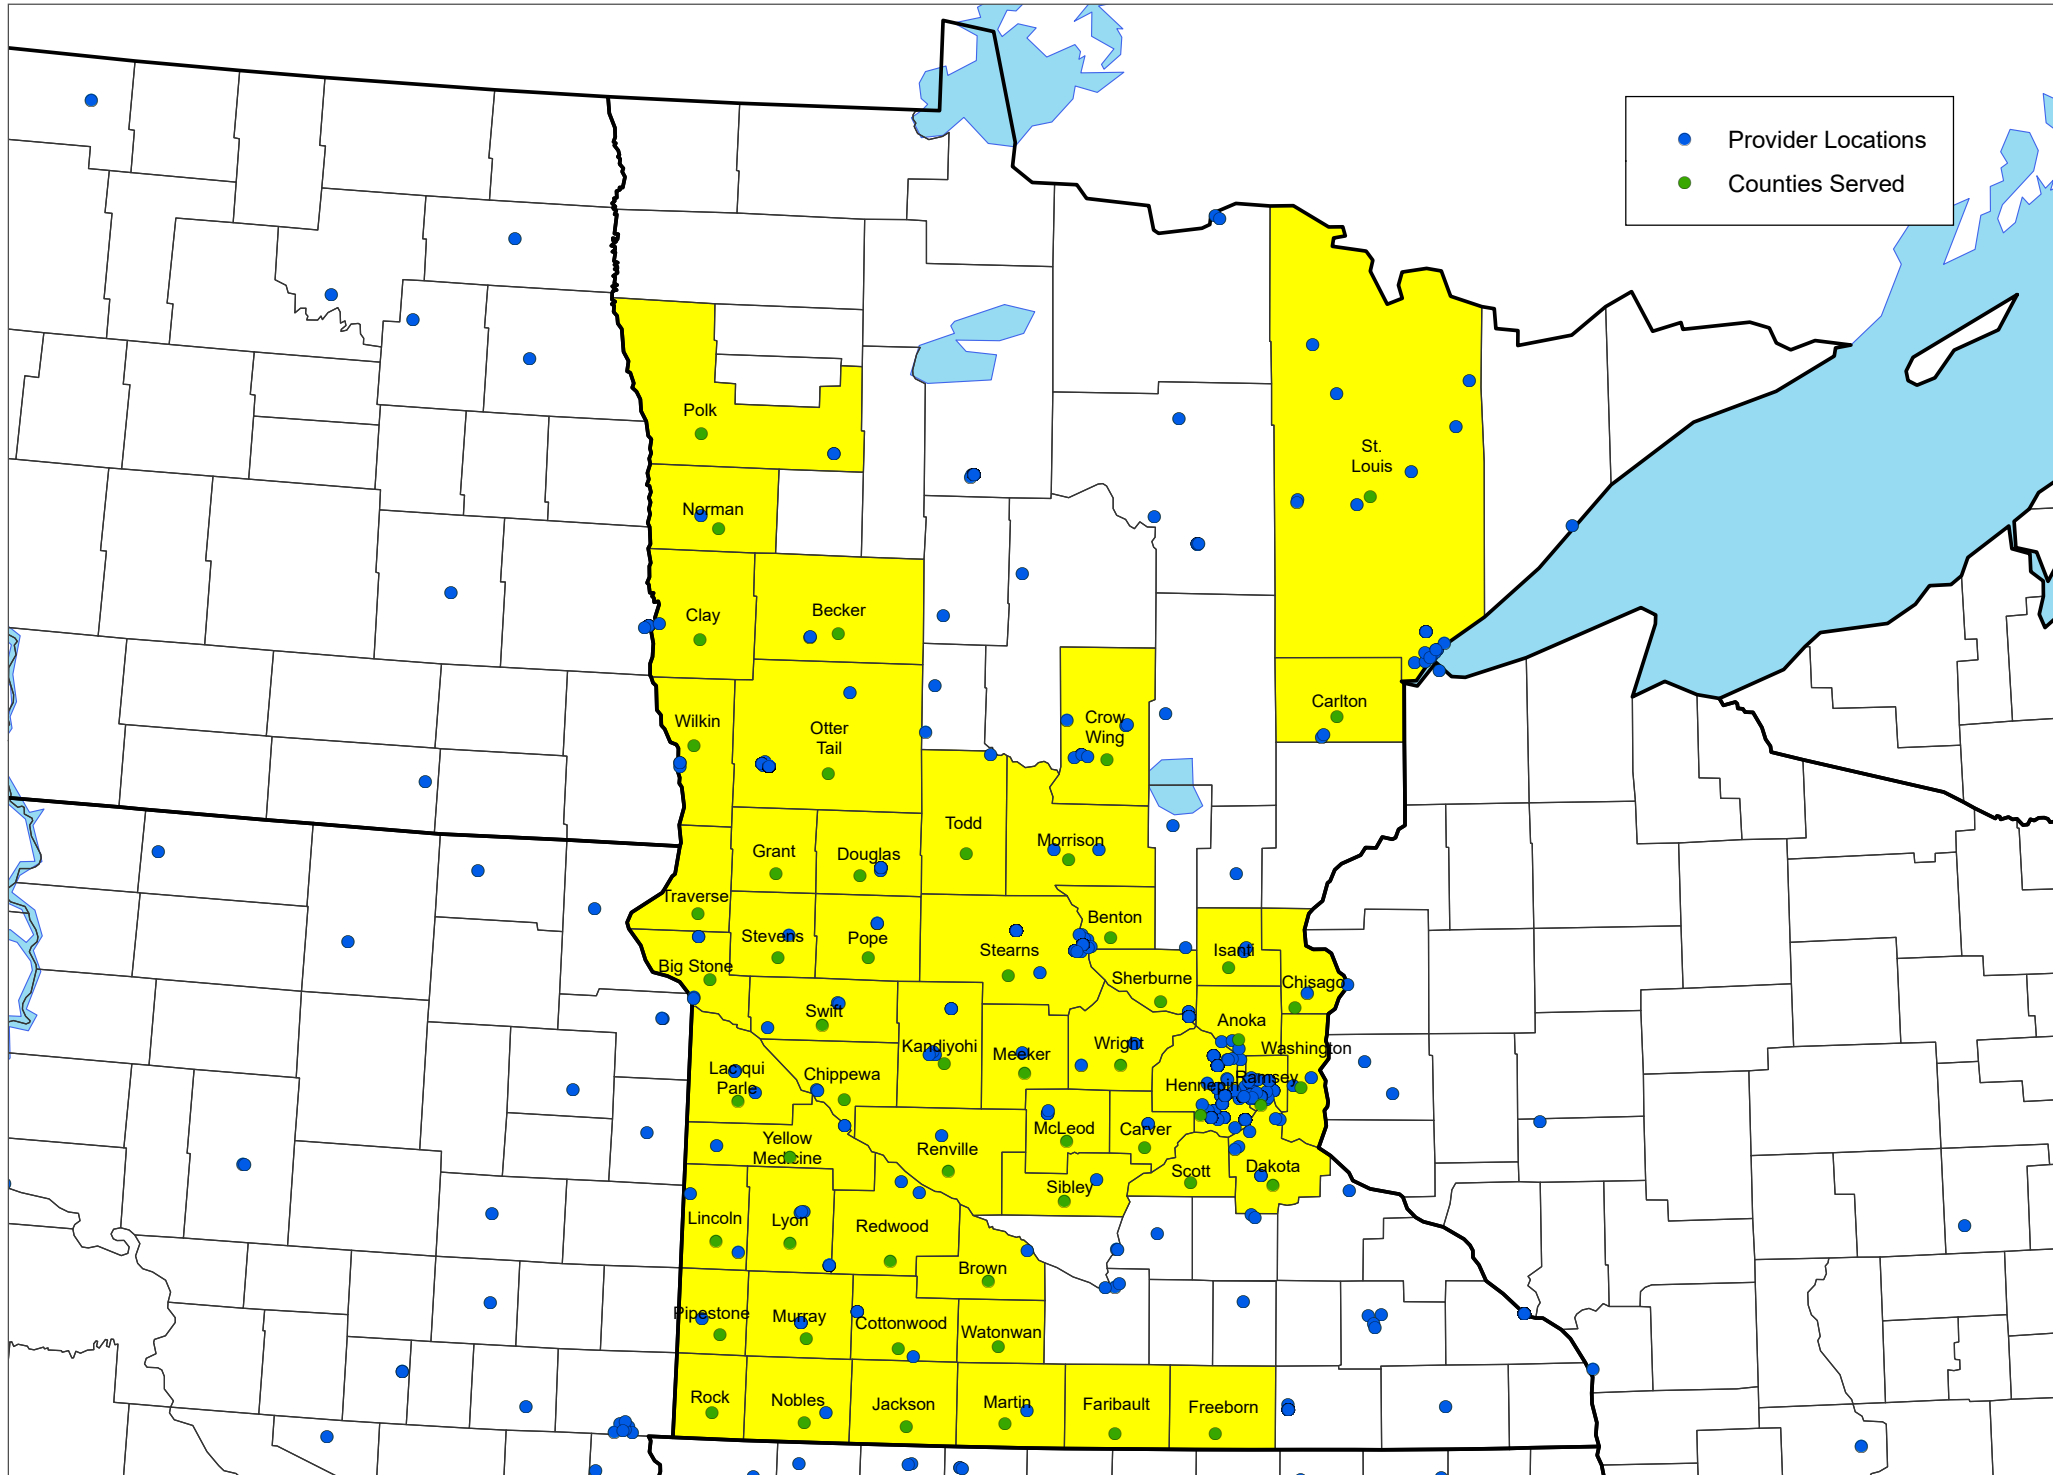 Provider Locations
Counties Served
Polk
St.
Louis
Norman
Clay
Becker
Carlton
Wilkin
Otter
Tail
Crow
Wing
Todd
Morrison
Grant
Douglas
Traverse
Benton
Stevens
Pope
Stearns
Isanti
Big Stone
Sherburne
Chisago
Swift
Anoka
Kandiyohi
Meeker
Wright
Washington
Lac qui
Parle
Chippewa
Hennepin
Ramsey
McLeod
Carver
Yellow
Medicine
Renville
Scott
Dakota
Sibley
Lincoln
Lyon
Redwood
Brown
Pipestone
Murray
Cottonwood
Watonwan
Rock
Nobles
Jackson
Martin
Faribault
Freeborn